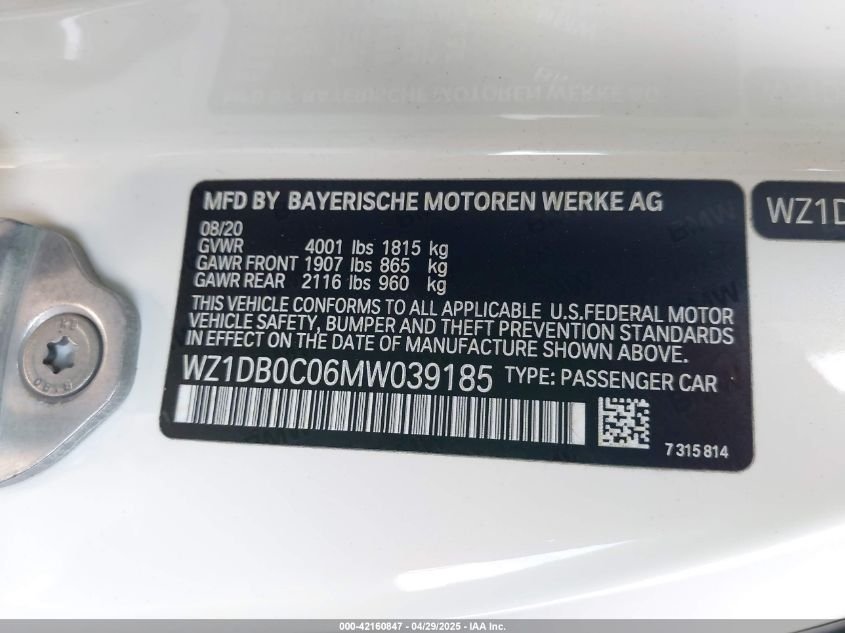 MFD BY BAYERISCHE MOTOREN WERKE AG
08/20
GVWR 4001 lbs 1815 kg
GAWR FRONT 1907 lbs 865 kg
GAWR REAR 2116 lbs 960 kg
THIS VEHICLE CONFORMS TO ALL APPLICABLE U.S.FEDERAL MOTOR
VEHICLE SAFETY, BUMPER AND THEFT PREVENTION STANDARDS
IN EFFECT ON THE DATE OF MANUFACTURE SHOWN ABOVE.
WZ1DB0C06MW039185 TYPE: PASSENGER CAR
7 315 814
WZ1D
000-42160847 - 04/29/2025 - IAA Inc.